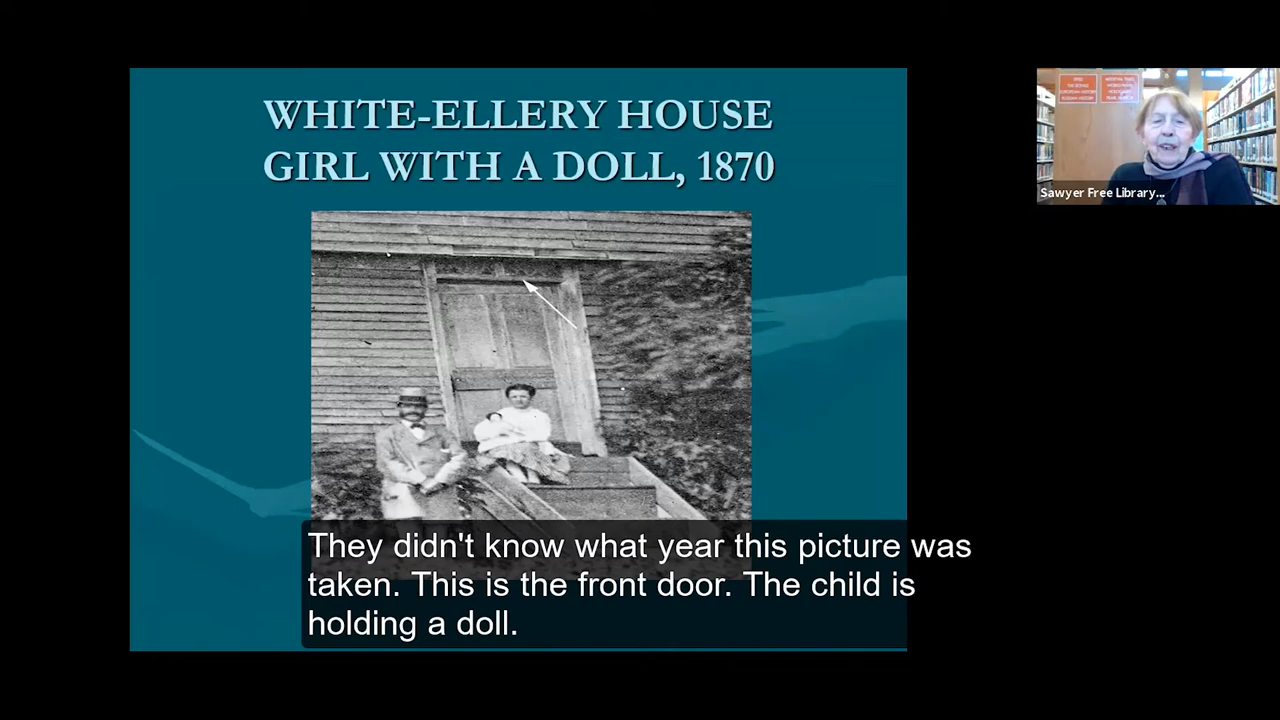 WHITE-ELLERY HOUSE
GIRL WITH A DOLL, 1870
Sawyer Free Library...
They didn't know what year this picture was
taken. This is the front door. The child is
holding a doll.